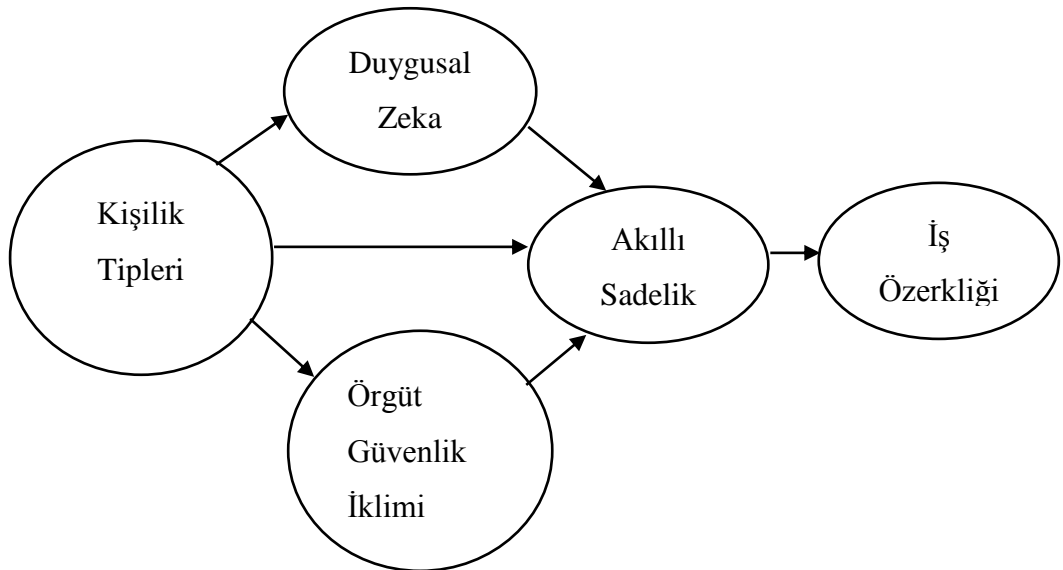 Duygusal
Zeka
Kişilik
Tipleri
Akıllı
Sadelik
İş
Özerkliği
Örgüt
Güvenlik
İklimi